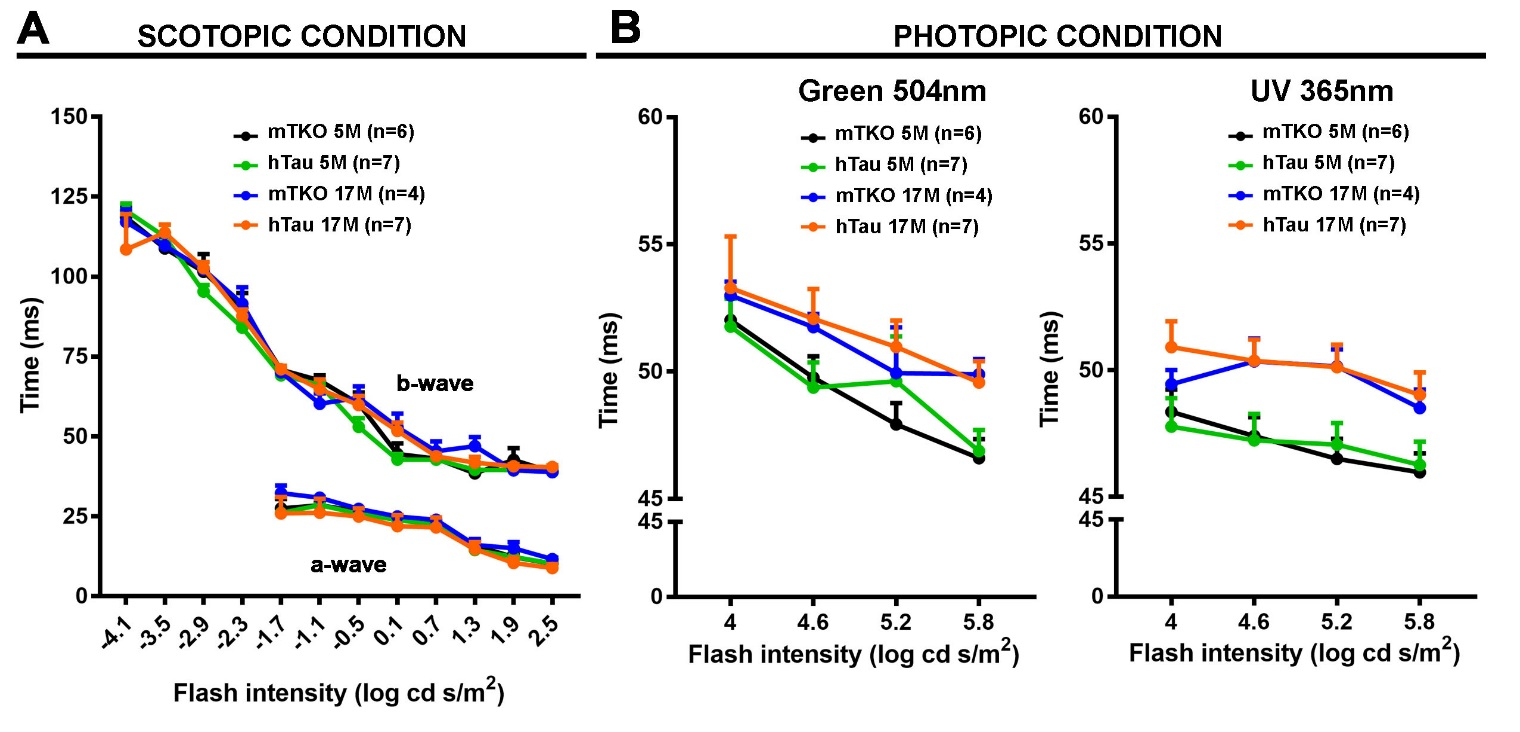 A SCOTOPIC CONDITION
B PHOTOPIC CONDITION
150
125
100
75
50
25
0
Time (ms)
mTKO 5M (n=6)
hTau 5M (n=7)
mTKO 17M (n=4)
hTau 17M (n=7)
b-wave
a-wave
-4.1 -3.5 -2.9 -2.3 -1.7 -1.1 -0.5 0.1 0.7 1.3 1.9 2.5
Flash intensity (log cd s/m²)
Green 504nm
60
55
50
45
45
0
Time (ms)
mTKO 5M (n=6)
hTau 5M (n=7)
mTKO 17M (n=4)
hTau 17M (n=7)
4 4.6 5.2 5.8
Flash intensity (log cd s/m²)
UV 365nm
60
55
50
45
45
0
Time (ms)
mTKO 5M (n=6)
hTau 5M (n=7)
mTKO 17M (n=4)
hTau 17M (n=7)
4 4.6 5.2 5.8
Flash intensity (log cd s/m²)